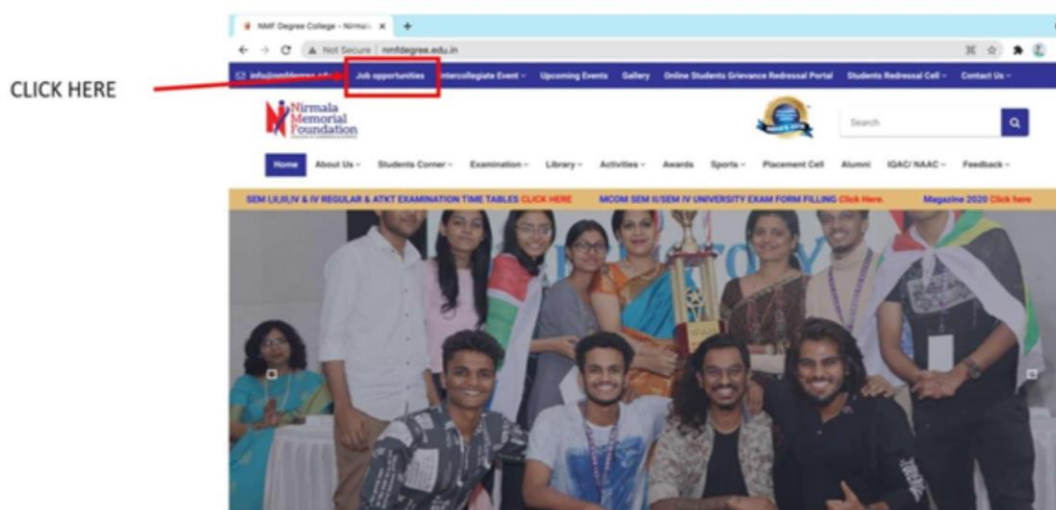 NMF Degree College - Nirmala
Not Secure | nmfdegree.edu.in
CLICK HERE
Job opportunities Intercollegiate Event Upcoming Events Gallery Online Students Grievance Redressal Portal Students Redressal Cell Contact Us
Nirmala
Memorial
Foundation
Search
Home About Us Students Corner Examination Library Activities Awards Sports Placement Cell Alumni IQAC/ NAAC Feedback
SEM I,II,III,IV & IV REGULAR & ATKT EXAMINATION TIME TABLES CLICK HERE MCOM SEM II/SEM IV UNIVERSITY EXAM FORM FILLING Click Here. Magazine 2020 Click here